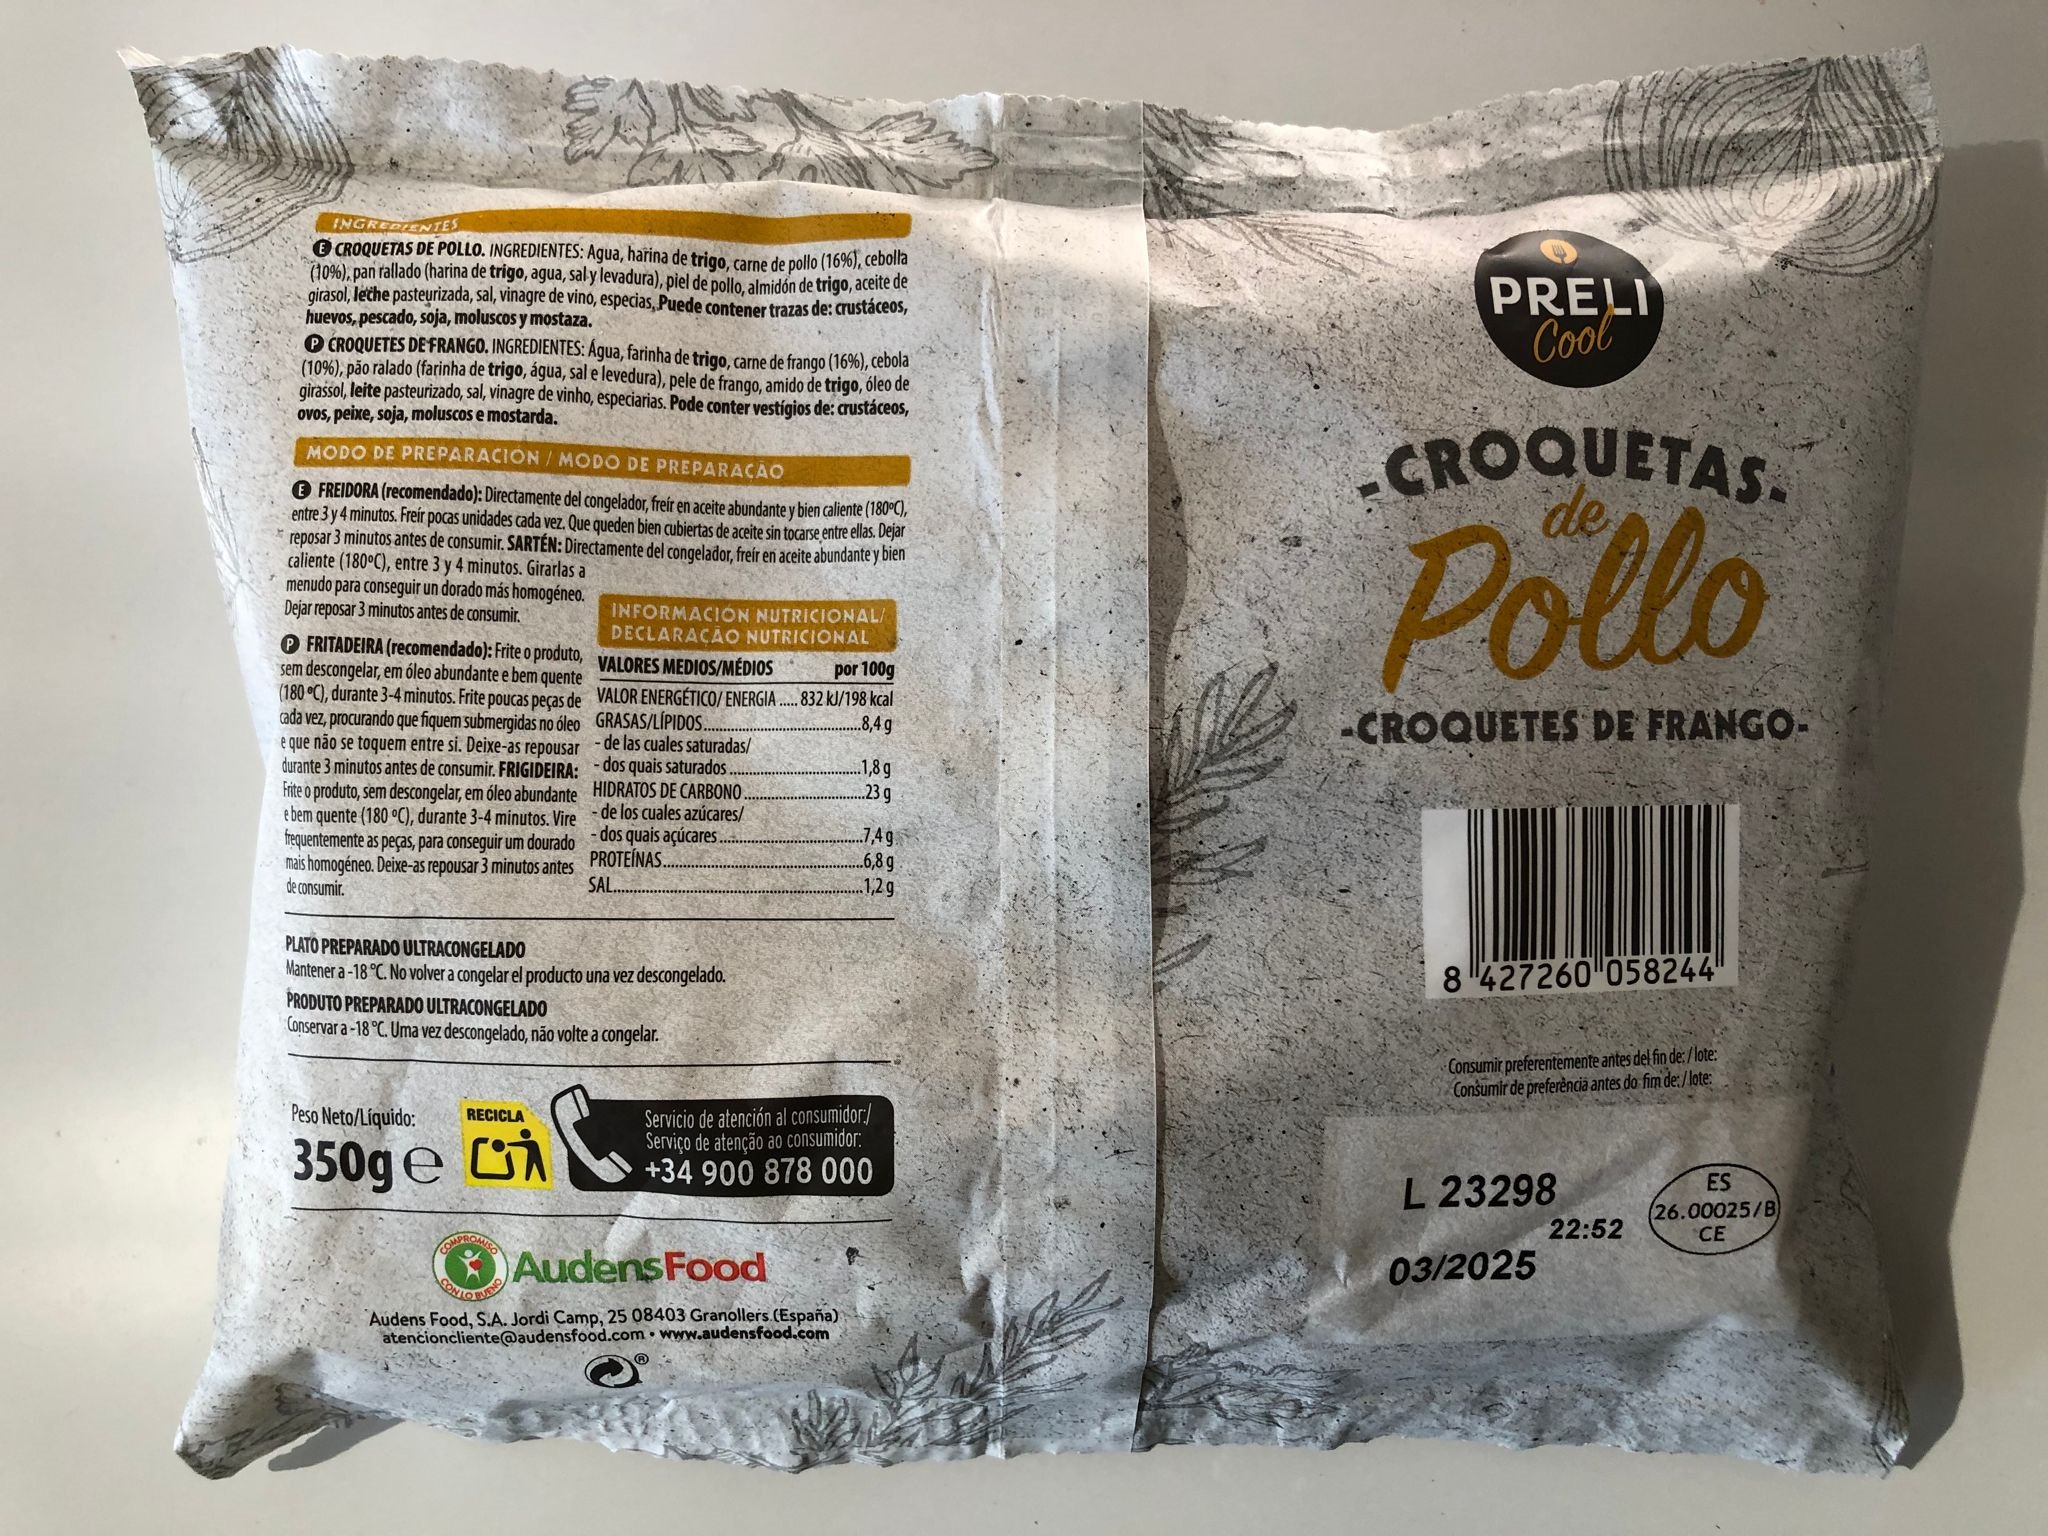 INGREDIENTES
E CROQUETAS DE POLLO. INGREDIENTES: Agua, harina de trigo, carne de pollo (16%), cebolla
(10%), pan rallado (harina de trigo, agua, sal y levadura), piel de pollo, almidón de trigo, aceite de
girasol, leche pasteurizada, sal, vinagre de vino, especias. Puede contener trazas de: crustáceos,
huevos, pescado, soja, moluscos y mostaza.
P CROQUETES DE FRANGO. INGREDIENTES: Água, farinha de trigo, carne de frango (16%), cebola
(10%), pão ralado (farinha de trigo, água, sal e levedura), pele de frango, amido de trigo, óleo de
girassol, leite pasteurizado, sal, vinagre de vinho, especiarias. Pode conter vestígios de: crustáceos,
ovos, peixe, soja, moluscos e mostarda.
MODO DE PREPARACIÓN / MODO DE PREPARAÇÃO
E FREIDORA (recomendado): Directamente del congelador, freír en aceite abundante y bien caliente (180ºC),
entre 3 y 4 minutos. Freír pocas unidades cada vez. Que queden bien cubiertas de aceite sin tocarse entre ellas. Dejar
reposar 3 minutos antes de consumir. SARTÉN: Directamente del congelador, freír en aceite abundante y bien
caliente (180ºC), entre 3 y 4 minutos. Girarlas a
menudo para conseguir un dorado más homogéneo.
Dejar reposar 3 minutos antes de consumir.
P FRITADEIRA (recomendado): Frite o produto,
sem descongelar, em óleo abundante e bem quente
(180 ºC), durante 3-4 minutos. Frite poucas peças de
cada vez, procurando que fiquem submergidas no óleo
e que não se toquem entre si. Deixe-as repousar
durante 3 minutos antes de consumir. FRIGIDEIRA:
Frite o produto, sem descongelar, em óleo abundante
e bem quente (180 ºC), durante 3-4 minutos. Vire
frequentemente as peças, para conseguir um dourado
mais homogéneo. Deixe-as repousar 3 minutos antes
de consumir.
INFORMACIÓN NUTRICIONAL/
DECLARAÇÃO NUTRICIONAL
VALORES MEDIOS/MÉDIOS por 100g
VALOR ENERGÉTICO/ ENERGIA ..... 832 kJ/198 kcal
GRASAS/LÍPIDOS..........8,4 g
- de las cuales saturadas/
- dos quais saturados ..........1,8 g
HIDRATOS DE CARBONO ..........23 g
- de los cuales azúcares/
- dos quais açúcares ..........7,4 g
PROTEÍNAS..........6,8 g
SAL..........1,2 g
PLATO PREPARADO ULTRACONGELADO
Mantener a -18 ºC. No volver a congelar el producto una vez descongelado.
PRODUTO PREPARADO ULTRACONGELADO
Conservar a -18 ºC. Uma vez descongelado, não volte a congelar.
Peso Neto/Líquido:
350g ℮
RECICLA
Servicio de atención al consumidor:/
Serviço de atenção ao consumidor:
+34 900 878 000
COMPROMISO
CON LO BUENO
AudensFood
Audens Food, S.A. Jordi Camp, 25 08403 Granollers (España)
atencioncliente@audensfood.com • www.audensfood.com
®
PRELI
Cool
-CROQUETAS-
de
Pollo
-CROQUETES DE FRANGO-
8 427260 058244
Consumir preferentemente antes del fin de: / lote:
Consumir de preferência antes do fim de: / lote:
L 23298
22:52
03/2025
ES
26.00025/B
CE